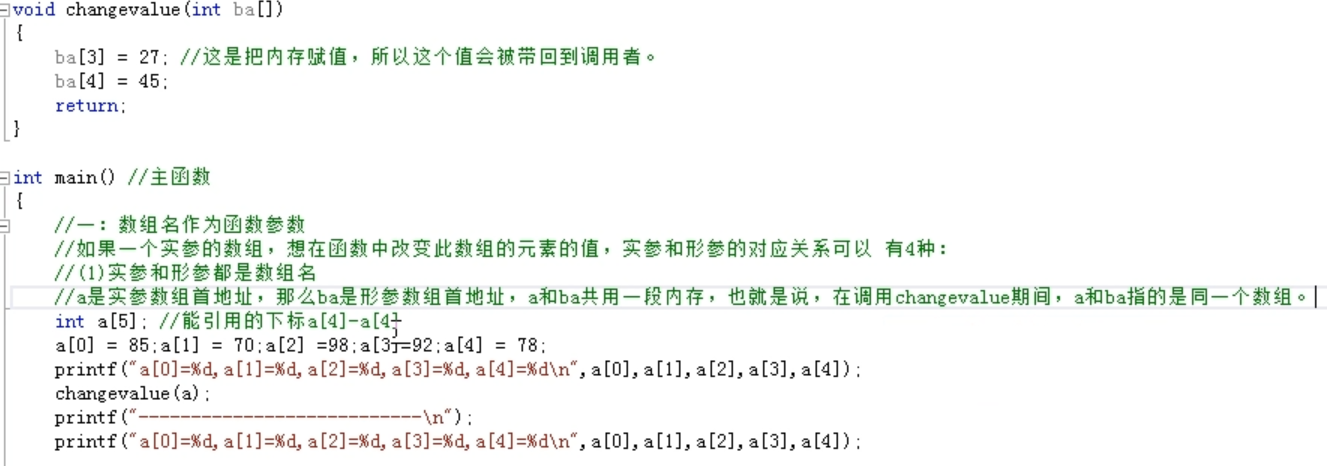 void changevalue(int ba[])
{
ba[3] = 27; //这是把内存赋值，所以这个值会被带回到调用者。
ba[4] = 45;
return;
}
int main() //主函数
{
//一：数组名作为函数参数
//如果一个实参的数组，想在函数中改变此数组的元素的值，实参和形参的对应关系可以 有4种：
//(1)实参和形参都是数组名
//a是实参数组首地址，那么ba是形参数组首地址，a和ba共用一段内存，也就是说，在调用changevalue期间，a和ba指的是同一个数组。
int a[5]; //能引用的下标a[4]-a[4]
a[0] = 85;a[1] = 70;a[2] =98;a[3]=92;a[4] = 78;
printf("a[0]=%d,a[1]=%d,a[2]=%d,a[3]=%d,a[4]=%d\n",a[0],a[1],a[2],a[3],a[4]);
changevalue(a);
printf("---------------------------\n");
printf("a[0]=%d,a[1]=%d,a[2]=%d,a[3]=%d,a[4]=%d\n",a[0],a[1],a[2],a[3],a[4]);